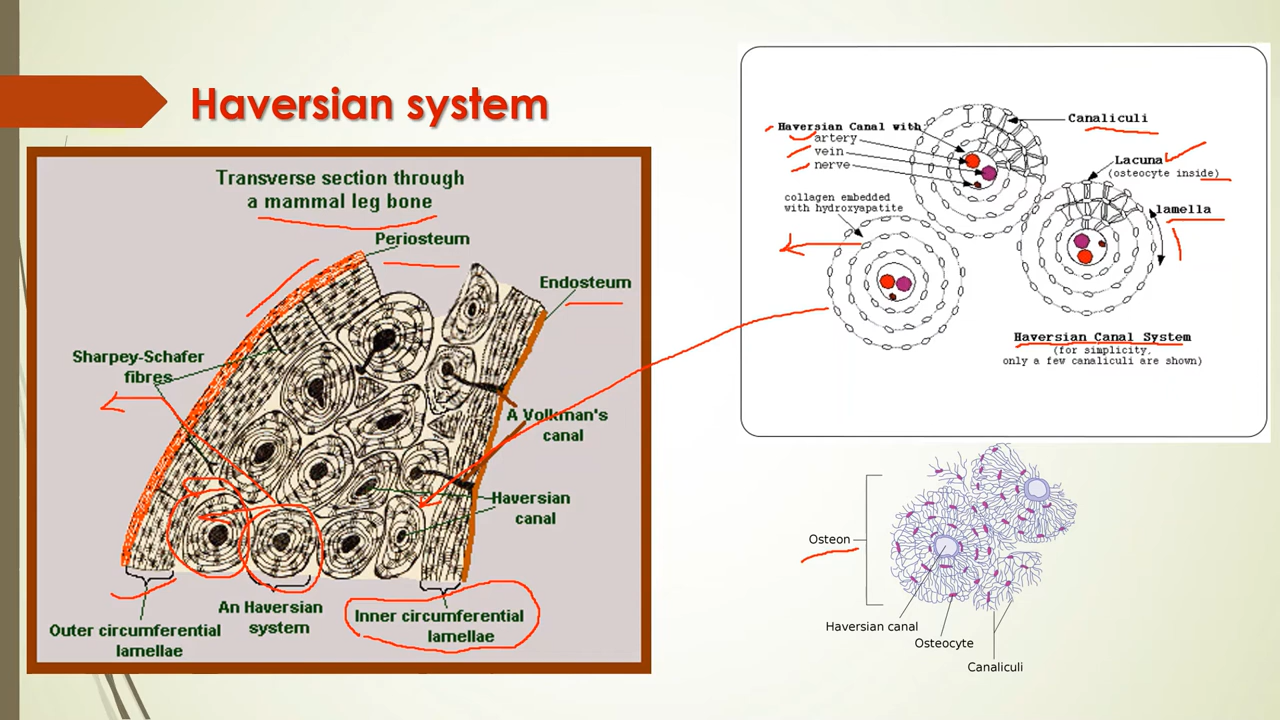 Haversian system
Transverse section through
a mammal leg bone
Periosteum
Endosteum
Sharpey-Schafer
fibres
A Volkman's
canal
Haversian
canal
An Haversian
system
Inner circumferential
lamellae
Outer circumferential
lamellae
Haversian Canal with
artery
vein
nerve
Canaliculi
Lacuna
(osteocyte inside)
lamella
collagen embedded
with hydroxyapatite
Haversian Canal System
(for simplicity,
only a few canaliculi are shown)
Osteon
Haversian canal
Osteocyte
Canaliculi